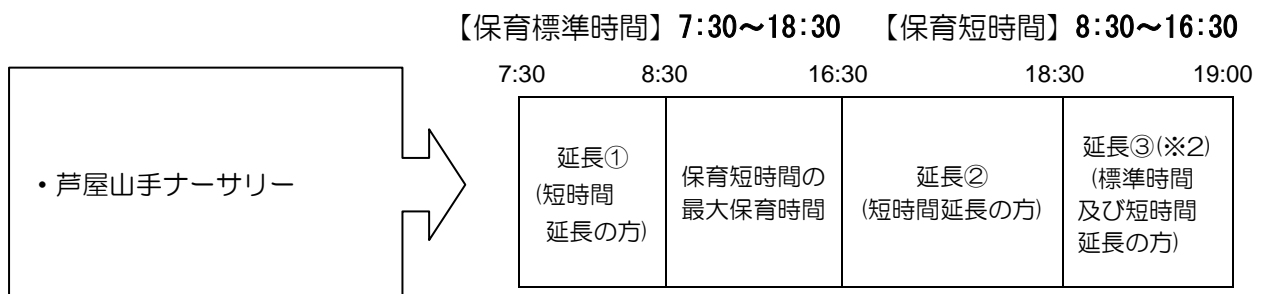 【保育標準時間】7:30～18:30 【保育短時間】8:30～16:30
7:30 8:30 16:30 18:30 19:00
・芦屋山手ナーサリー
延長①
(短時間
延長の方)
保育短時間の
最大保育時間
延長②
(短時間延長の方)
延長③(※2)
(標準時間
及び短時間
延長の方)